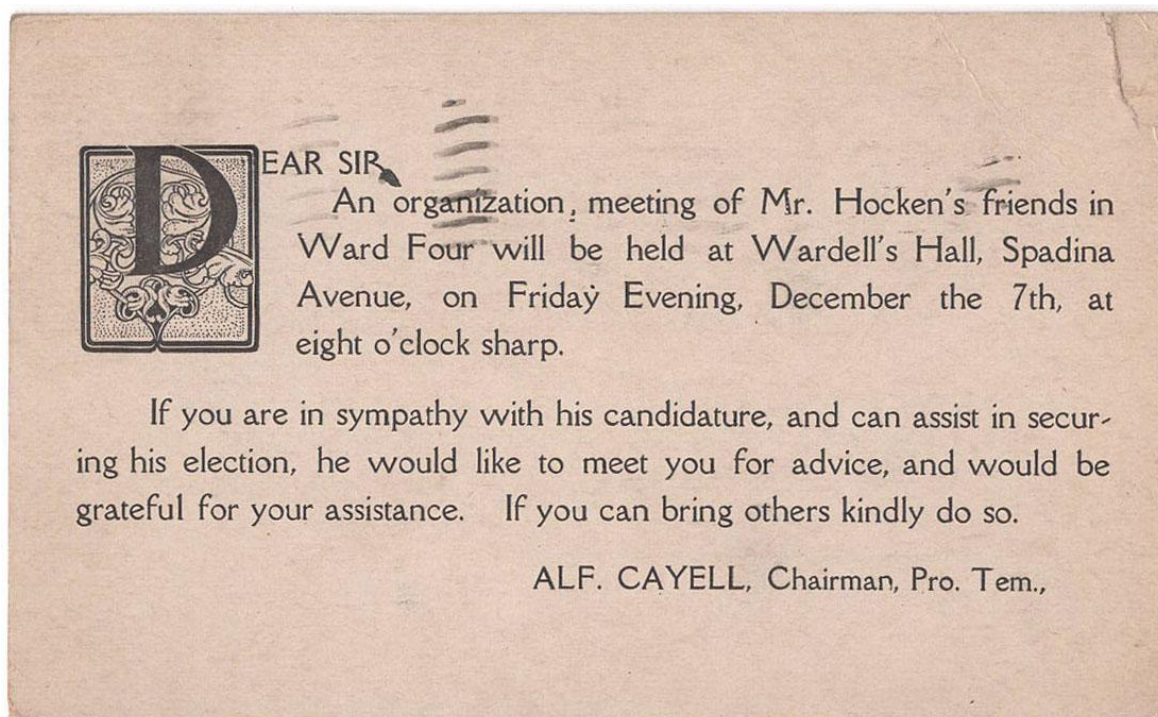 DEAR SIR,
An organization, meeting of Mr. Hocken's friends in
Ward Four will be held at Wardell's Hall, Spadina
Avenue, on Friday Evening, December the 7th, at
eight o'clock sharp.
If you are in sympathy with his candidature, and can assist in secur-
ing his election, he would like to meet you for advice, and would be
grateful for your assistance. If you can bring others kindly do so.
ALF. CAYELL, Chairman, Pro. Tem.,